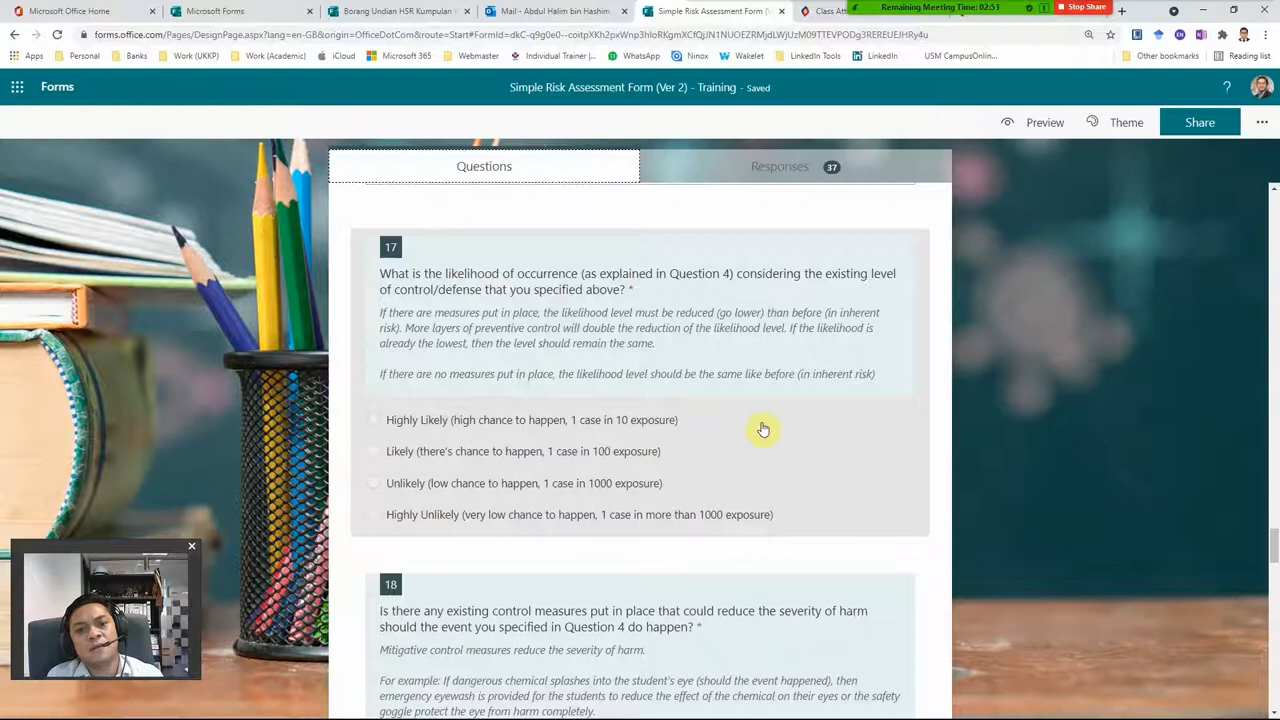 Microsoft Office Home
Microsoft Forms
Borang Undian HSR Kumpulan
Mail - Abdul Halim bin Hashim
Simple Risk Assessment Form (V
Class Att
Remaining Meeting Time: 02:51
Stop Share
Apps
Personal
Banks
Work (UKKP)
Work (Academic)
iCloud
Microsoft 365
Webmaster
Individual Trainer |...
WhatsApp
Ninox
Wakelet
LinkedIn Tools
LinkedIn
USM CampusOnlin...
Other bookmarks
Reading list
Forms
Simple Risk Assessment Form (Ver 2) - Training - Saved
?
Preview
Theme
Share
Questions
Responses 37
17
What is the likelihood of occurrence (as explained in Question 4) considering the existing level
of control/defense that you specified above? *
If there are measures put in place, the likelihood level must be reduced (go lower) than before (in inherent
risk). More layers of preventive control will double the reduction of the likelihood level. If the likelihood is
already the lowest, then the level should remain the same.
If there are no measures put in place, the likelihood level should be the same like before (in inherent risk)
Highly Likely (high chance to happen, 1 case in 10 exposure)
Likely (there's chance to happen, 1 case in 100 exposure)
Unlikely (low chance to happen, 1 case in 1000 exposure)
Highly Unlikely (very low chance to happen, 1 case in more than 1000 exposure)
18
Is there any existing control measures put in place that could reduce the severity of harm
should the event you specified in Question 4 do happen? *
Mitigative control measures reduce the severity of harm.
For example: If dangerous chemical splashes into the student's eye (should the event happened), then
emergency eyewash is provided for the students to reduce the effect of the chemical on their eyes or the safety
goggle protect the eye from harm completely.